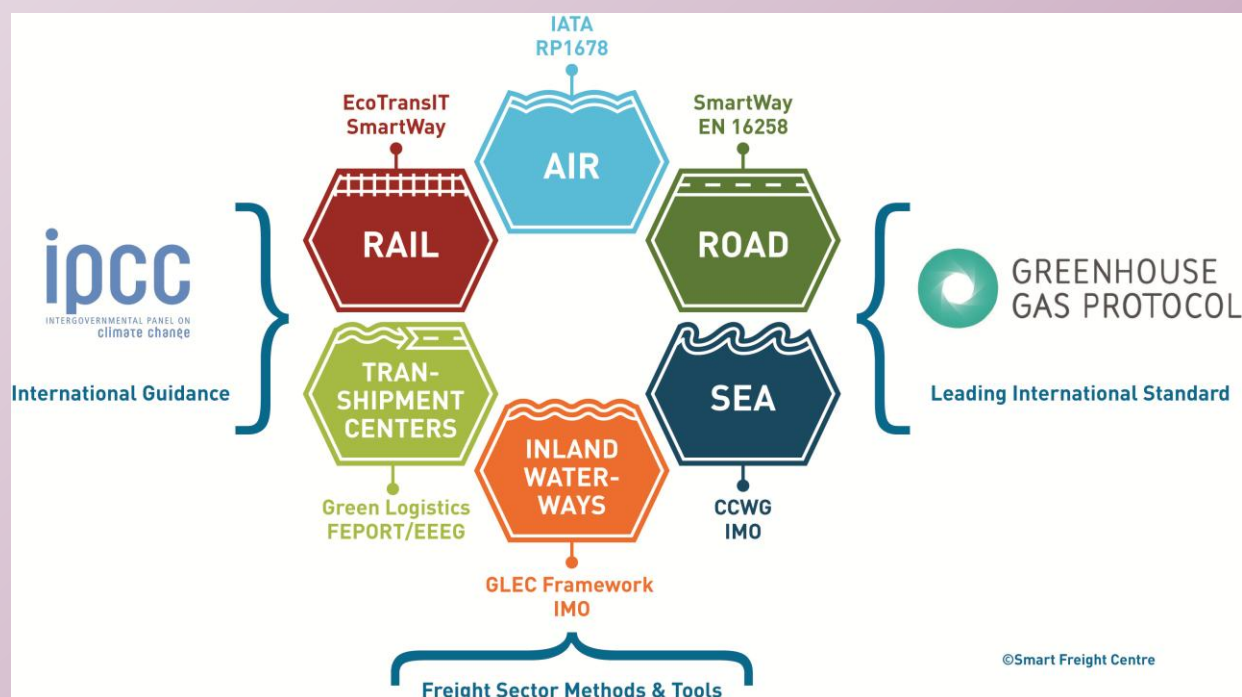 IATA
RP1678
AIR
EcoTransIT
SmartWay
RAIL
SmartWay
EN 16258
ROAD
ipcc
INTERGOVERNMENTAL PANEL ON
climate change
International Guidance
GREENHOUSE
GAS PROTOCOL
Leading International Standard
TRAN-
SHIPMENT
CENTERS
Green Logistics
FEPORT/EEEG
INLAND
WATER-
WAYS
GLEC Framework
IMO
SEA
CCWG
IMO
Freight Sector Methods & Tools
©Smart Freight Centre